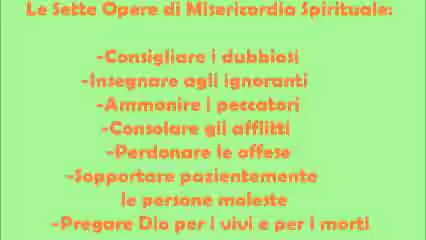 Le Sette Opere di Misericordia Spirituale:
-Consigliare i dubbiosi
-Insegnare agli ignoranti
-Ammonire i peccatori
-Consolare gli afflitti
-Perdonare le offese
-Sopportare pazientemente
le persone moleste
-Pregare Dio per i vivi e per i morti